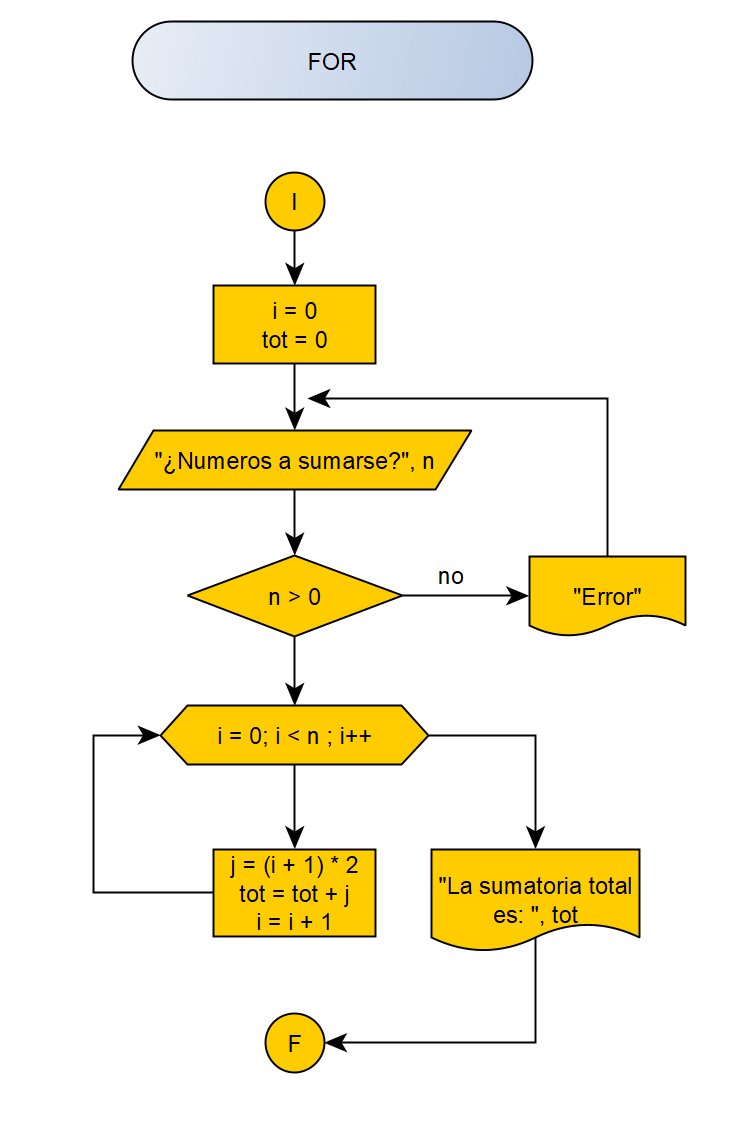 FOR
I
i = 0
tot = 0
"¿Numeros a sumarse?", n
n > 0
no
"Error"
i = 0; i < n ; i++
j = (i + 1) * 2
tot = tot + j
i = i + 1
"La sumatoria total
es: ", tot
F